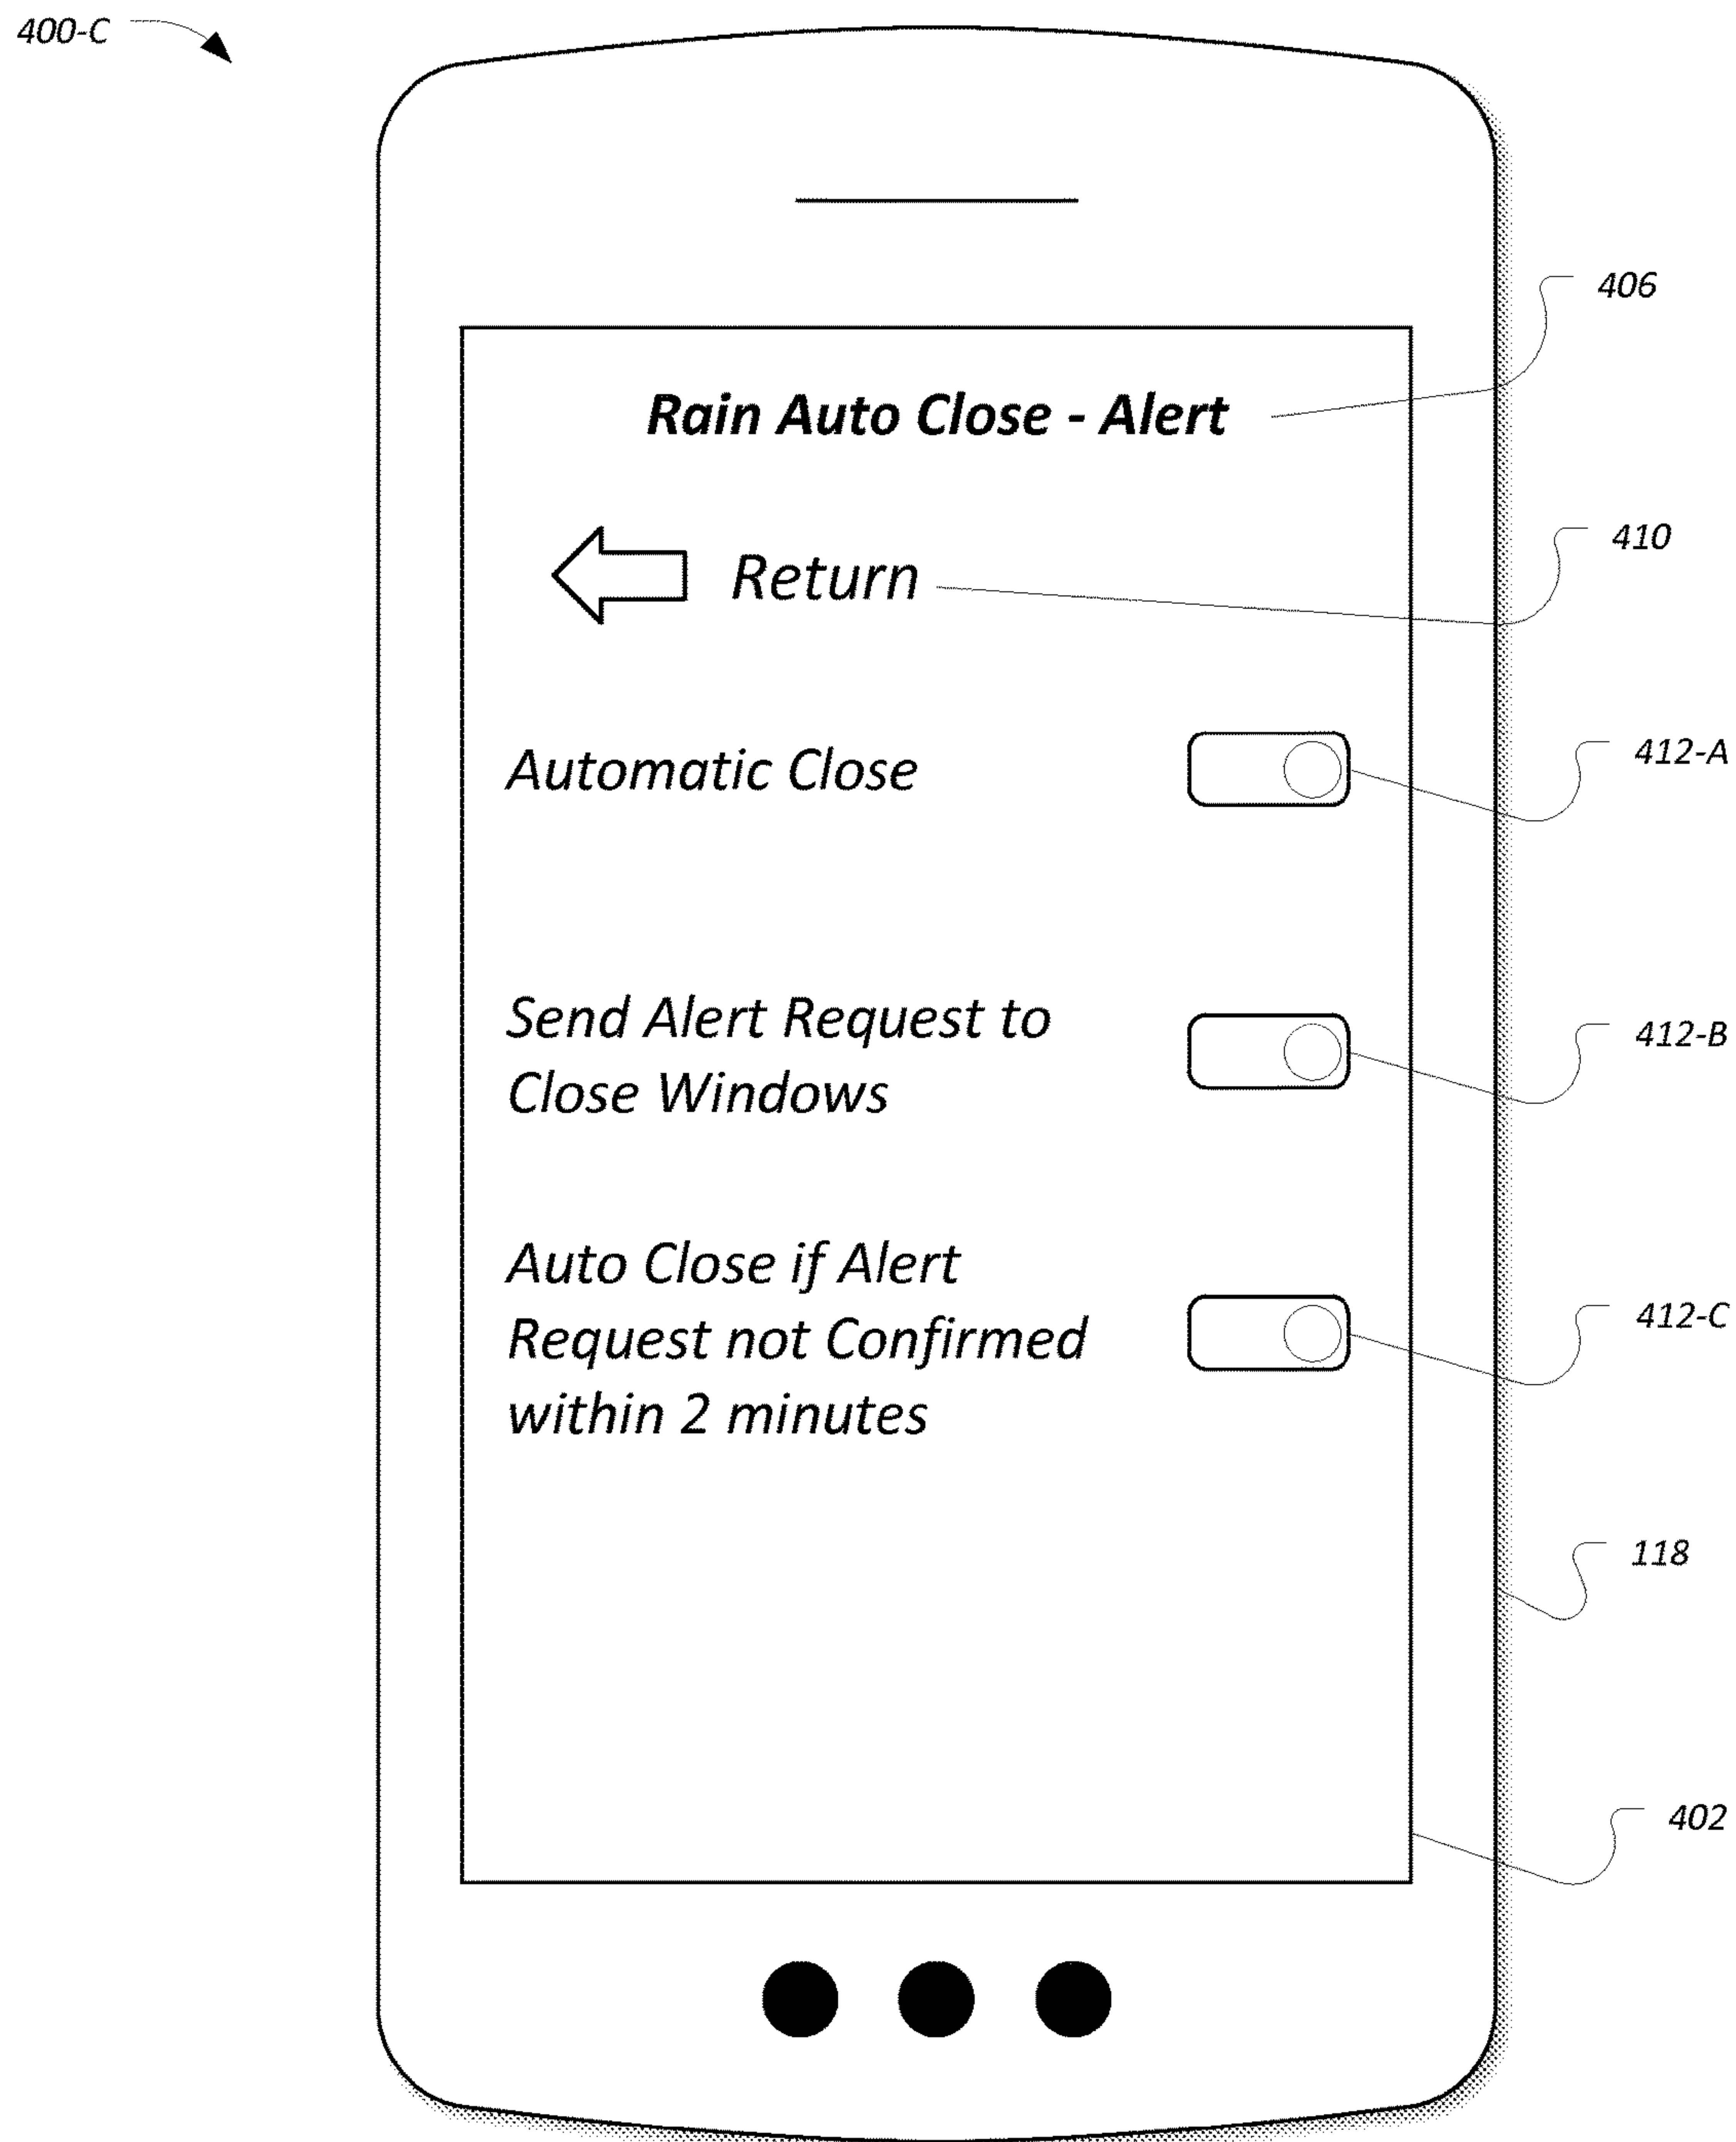 400-C
406
Rain Auto Close - Alert
410
Return
Automatic Close
412-A
Send Alert Request to
Close Windows
412-B
Auto Close if Alert
Request not Confirmed
within 2 minutes
412-C
118
402